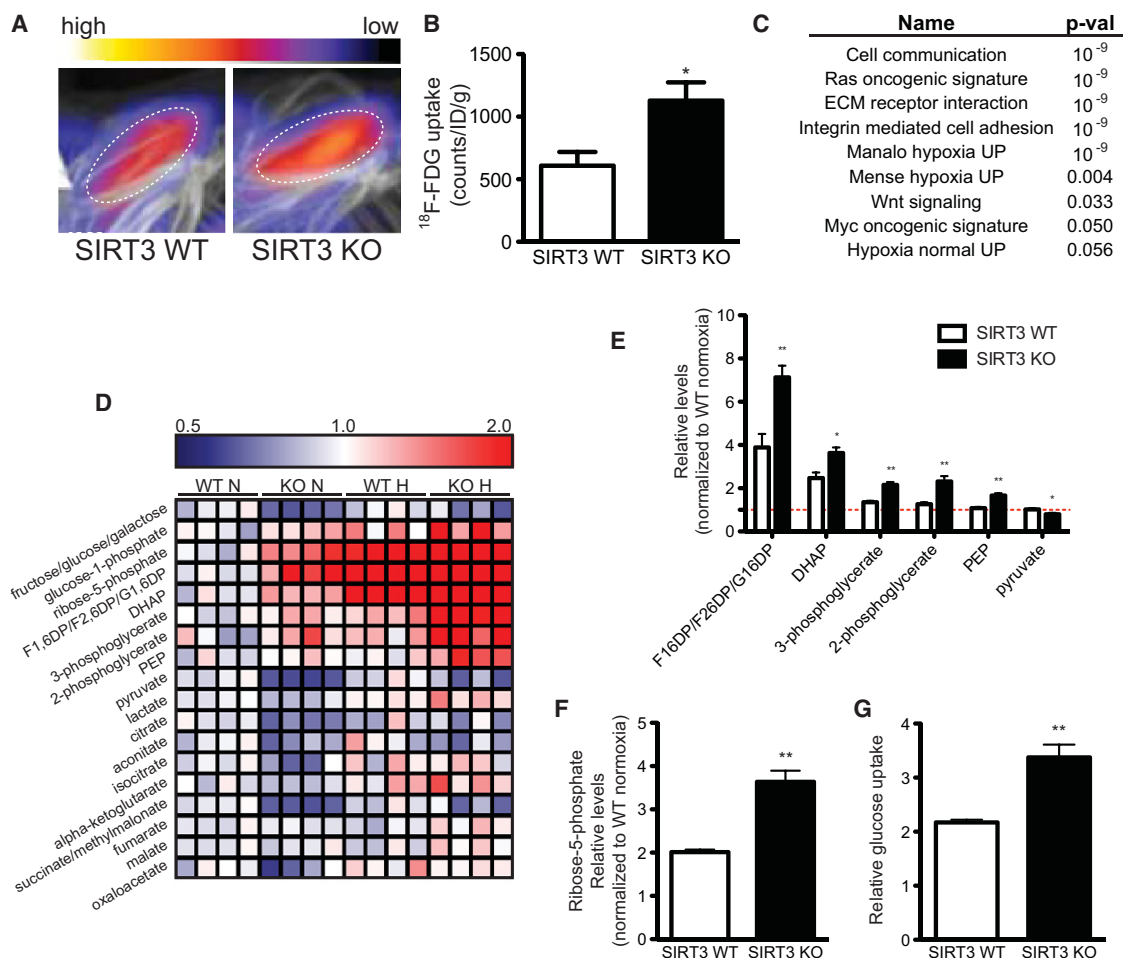 A
high
low
SIRT3 WT
SIRT3 KO
B
18F-FDG uptake
(counts/ID/g)
1500
1000
500
0
*
SIRT3 WT
SIRT3 KO
C
Name p-val
Cell communication 10-9
Ras oncogenic signature 10-9
ECM receptor interaction 10-9
Integrin mediated cell adhesion 10-9
Manalo hypoxia UP 10-9
Mense hypoxia UP 0.004
Wnt signaling 0.033
Myc oncogenic signature 0.050
Hypoxia normal UP 0.056
D
0.5 1.0 2.0
WT N KO N WT H KO H
fructose/glucose/galactose
glucose-1-phosphate
ribose-5-phosphate
F1,6DP/F2,6DP/G1,6DP
DHAP
3-phosphoglycerate
2-phosphoglycerate
PEP
pyruvate
lactate
citrate
aconitate
isocitrate
alpha-ketoglutarate
succinate/methylmalonate
fumarate
malate
oxaloacetate
E
Relative levels
(normalized to WT normoxia)
10
8
6
4
2
0
SIRT3 WT
SIRT3 KO
**
*
**
**
**
*
F16DP/F26DP/G16DP
DHAP
3-phosphoglycerate
2-phosphoglycerate
PEP
pyruvate
F
Ribose-5-phosphate
Relative levels
(normalized to WT normoxia)
5
4
3
2
1
0
**
SIRT3 WT
SIRT3 KO
G
Relative glucose uptake
4
3
2
1
0
**
SIRT3 WT
SIRT3 KO